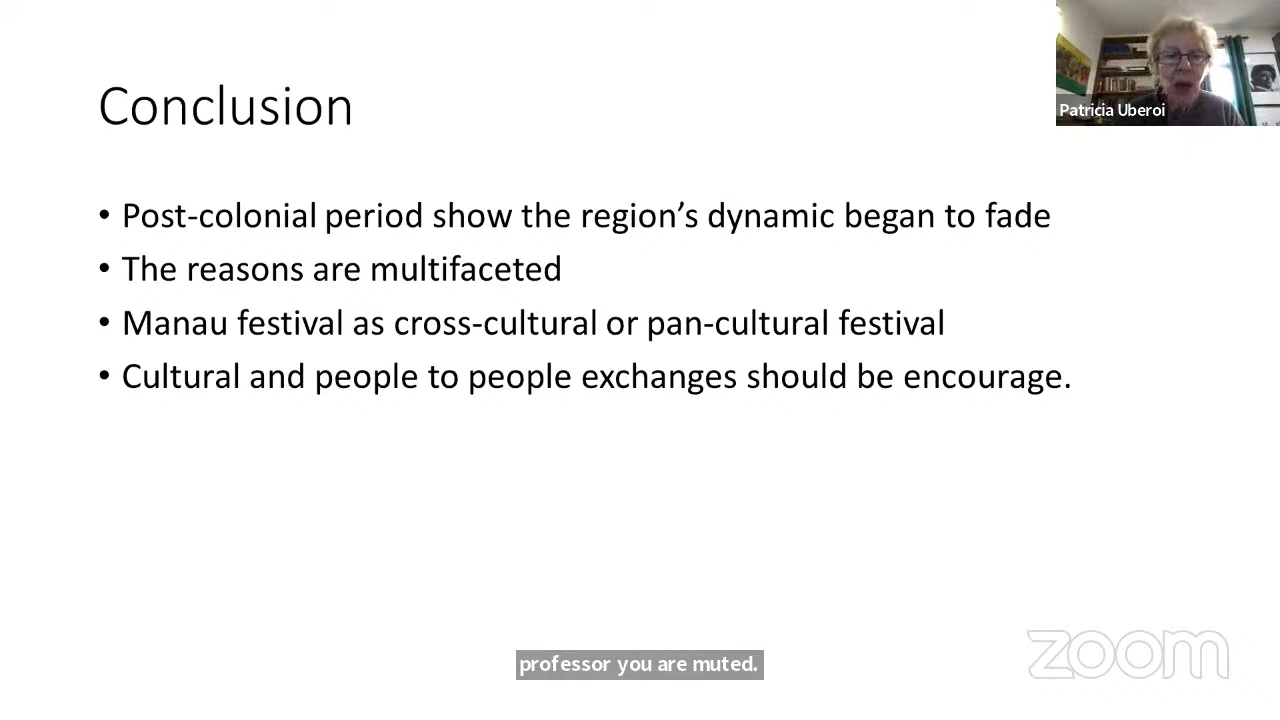 Patricia Uberoi
Conclusion
• Post-colonial period show the region's dynamic began to fade
• The reasons are multifaceted
• Manau festival as cross-cultural or pan-cultural festival
• Cultural and people to people exchanges should be encourage.
professor you are muted.
zoom